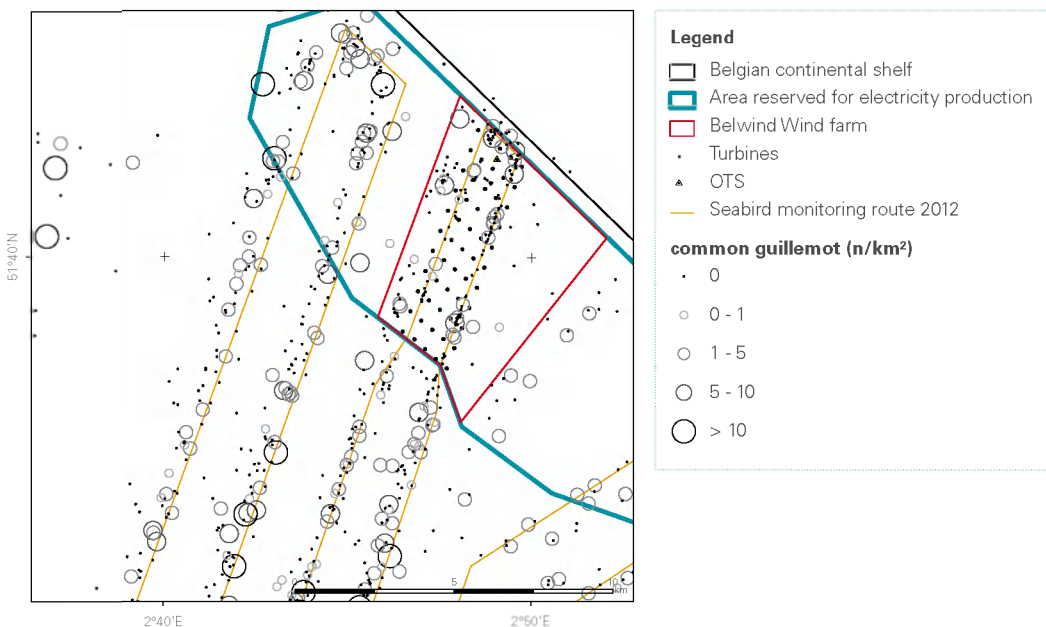 51°40'N
2°40'E
2°50'E
0
5
10
km
Legend
Belgian continental shelf
Area reserved for electricity production
Belwind Wind farm
Turbines
OTS
Seabird monitoring route 2012
common guillemot (n/km²)
0
0 - 1
1 - 5
5 - 10
> 10